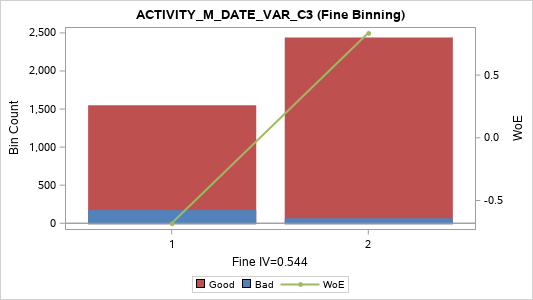 ACTIVITY_M_DATE_VAR_C3 (Fine Binning)
2,500
2,000
1,500
1,000
500
0
Bin Count
0.5
0.0
-0.5
WoE
1 2
Fine IV=0.544
Good Bad WoE